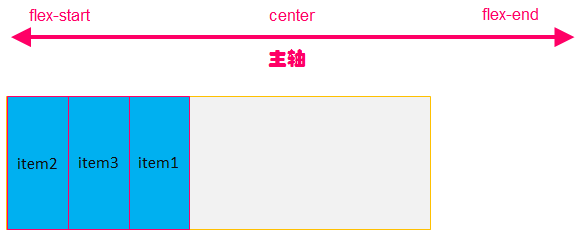 flex-start center flex-end
主轴
item2 item3 item1